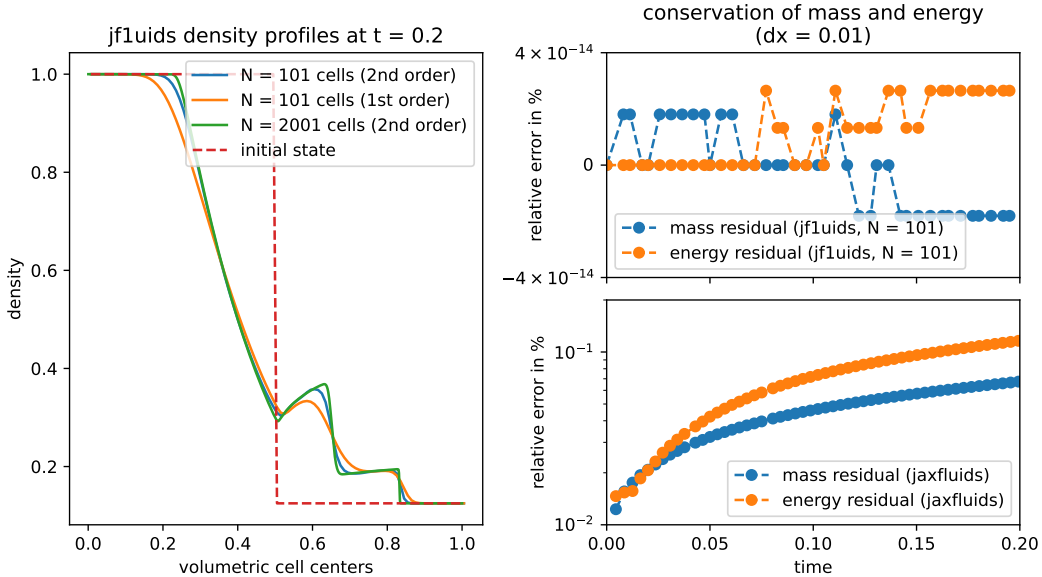 jf1uids density profiles at t = 0.2
density
1.0
0.8
0.6
0.4
0.2
N = 101 cells (2nd order)
N = 101 cells (1st order)
N = 2001 cells (2nd order)
initial state
0.0 0.2 0.4 0.6 0.8 1.0
volumetric cell centers
conservation of mass and energy
(dx = 0.01)
relative error in %
4 × 10⁻¹⁴
0
−4 × 10⁻¹⁴
mass residual (jf1uids, N = 101)
energy residual (jf1uids, N = 101)
relative error in %
10⁻¹
10⁻²
mass residual (jaxfluids)
energy residual (jaxfluids)
0.00 0.05 0.10 0.15 0.20
time